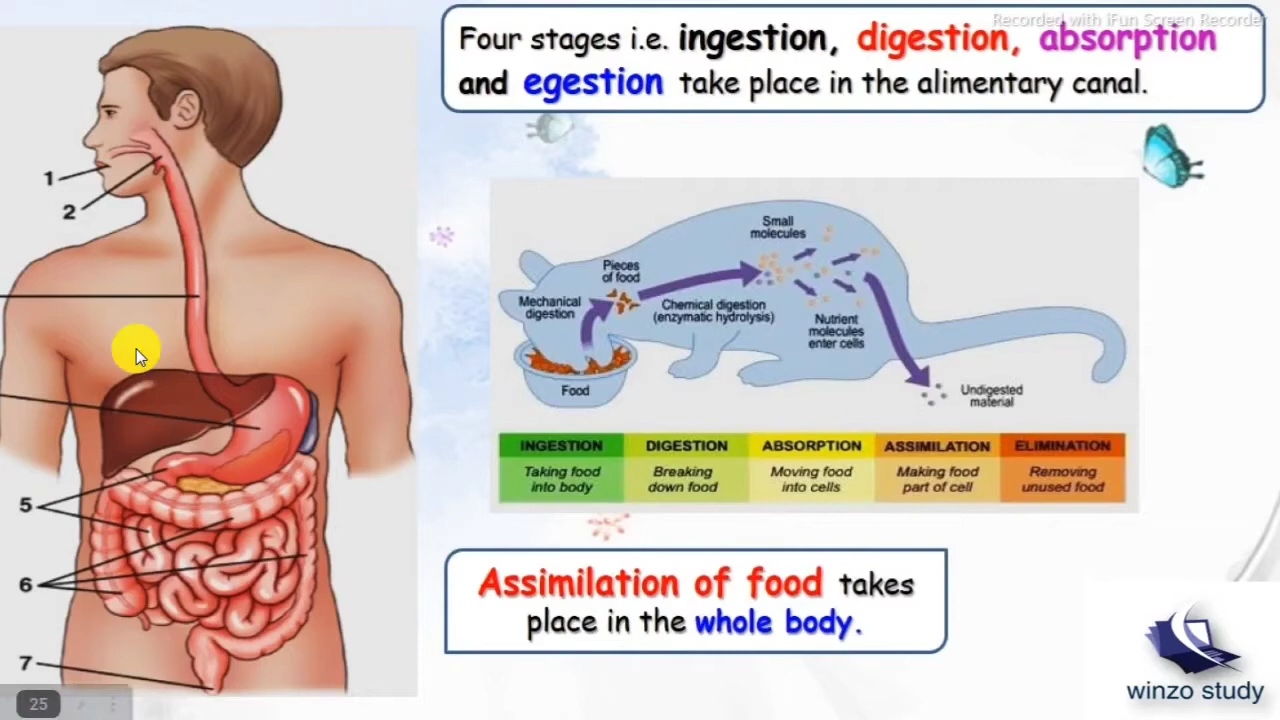 Recorded with iFun Screen Recorder
Four stages i.e. ingestion, digestion, absorption
and egestion take place in the alimentary canal.
1
2
5
6
7
Small
molecules
Pieces
of food
Mechanical
digestion
Chemical digestion
(enzymatic hydrolysis)
Nutrient
molecules
enter cells
Food
Undigested
material
INGESTION DIGESTION ABSORPTION ASSIMILATION ELIMINATION
Taking food Breaking Moving food Making food Removing
into body down food into cells part of cell unused food
Assimilation of food takes
place in the whole body.
winzo study
25